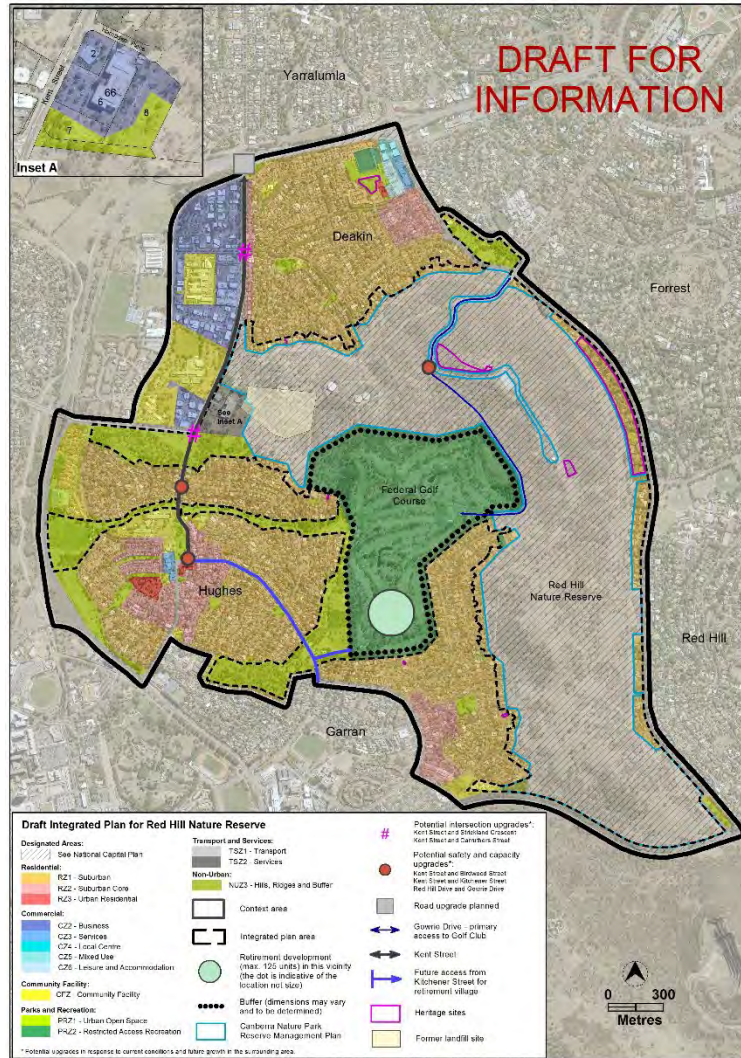 DRAFT FOR
INFORMATION
Yarralumla
Kent Street
2
66
6
8
7
Inset A
Deakin
Forrest
See
Inset A
Federal Golf
Course
Hughes
Red Hill
Nature Reserve
Red Hill
Garran
Draft Integrated Plan for Red Hill Nature Reserve
Designated Areas:
See National Capital Plan
Residential:
RZ1 - Suburban
RZ2 - Suburban Core
RZ3 - Urban Residential
Commercial:
CZ2 - Business
CZ3 - Services
CZ4 - Local Centre
CZ5 - Mixed Use
CZ6 - Leisure and Accommodation
Community Facility:
CFZ - Community Facility
Parks and Recreation:
PRZ1 - Urban Open Space
PRZ2 - Restricted Access Recreation
Transport and Services:
TSZ1 - Transport
TSZ2 - Services
Non-Urban:
NUZ3 - Hills, Ridges and Buffer
Context area
Integrated plan area
Retirement development
(max. 125 units) in this vicinity
(the dot is indicative of the
location not size)
Buffer (dimensions may vary
and to be determined)
Canberra Nature Park
Reserve Management Plan
# Potential intersection upgrades*:
Kent Street and Strickland Crescent
Kent Street and Carruthers Street
Potential safety and capacity
upgrades*:
Kent Street and Birdwood Street
Kent Street and Kitchener Street
Red Hill Drive and Gowrie Drive
Road upgrade planned
Gowrie Drive - primary
access to Golf Club
Kent Street
Future access from
Kitchener Street for
retirement village
Heritage sites
Former landfill site
0 300
Metres
* Potential upgrades in response to current conditions and future growth in the surrounding area.